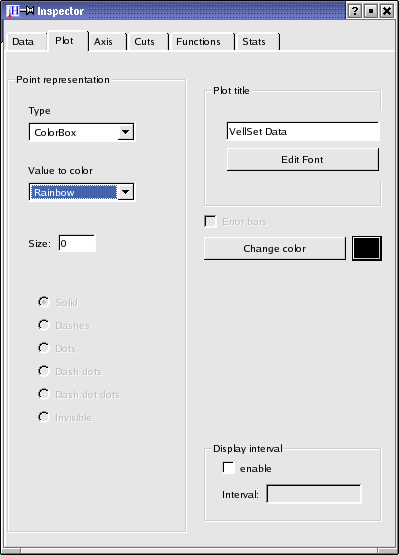 Inspector
Data Plot Axis Cuts Functions Stats
Point representation
Type
ColorBox
Value to color
Rainbow
Size: 0
Solid
Dashes
Dots
Dash dots
Dash dot dots
Invisible
Plot title
VellSet Data
Edit Font
Error bars
Change color
Display interval
enable
Interval: